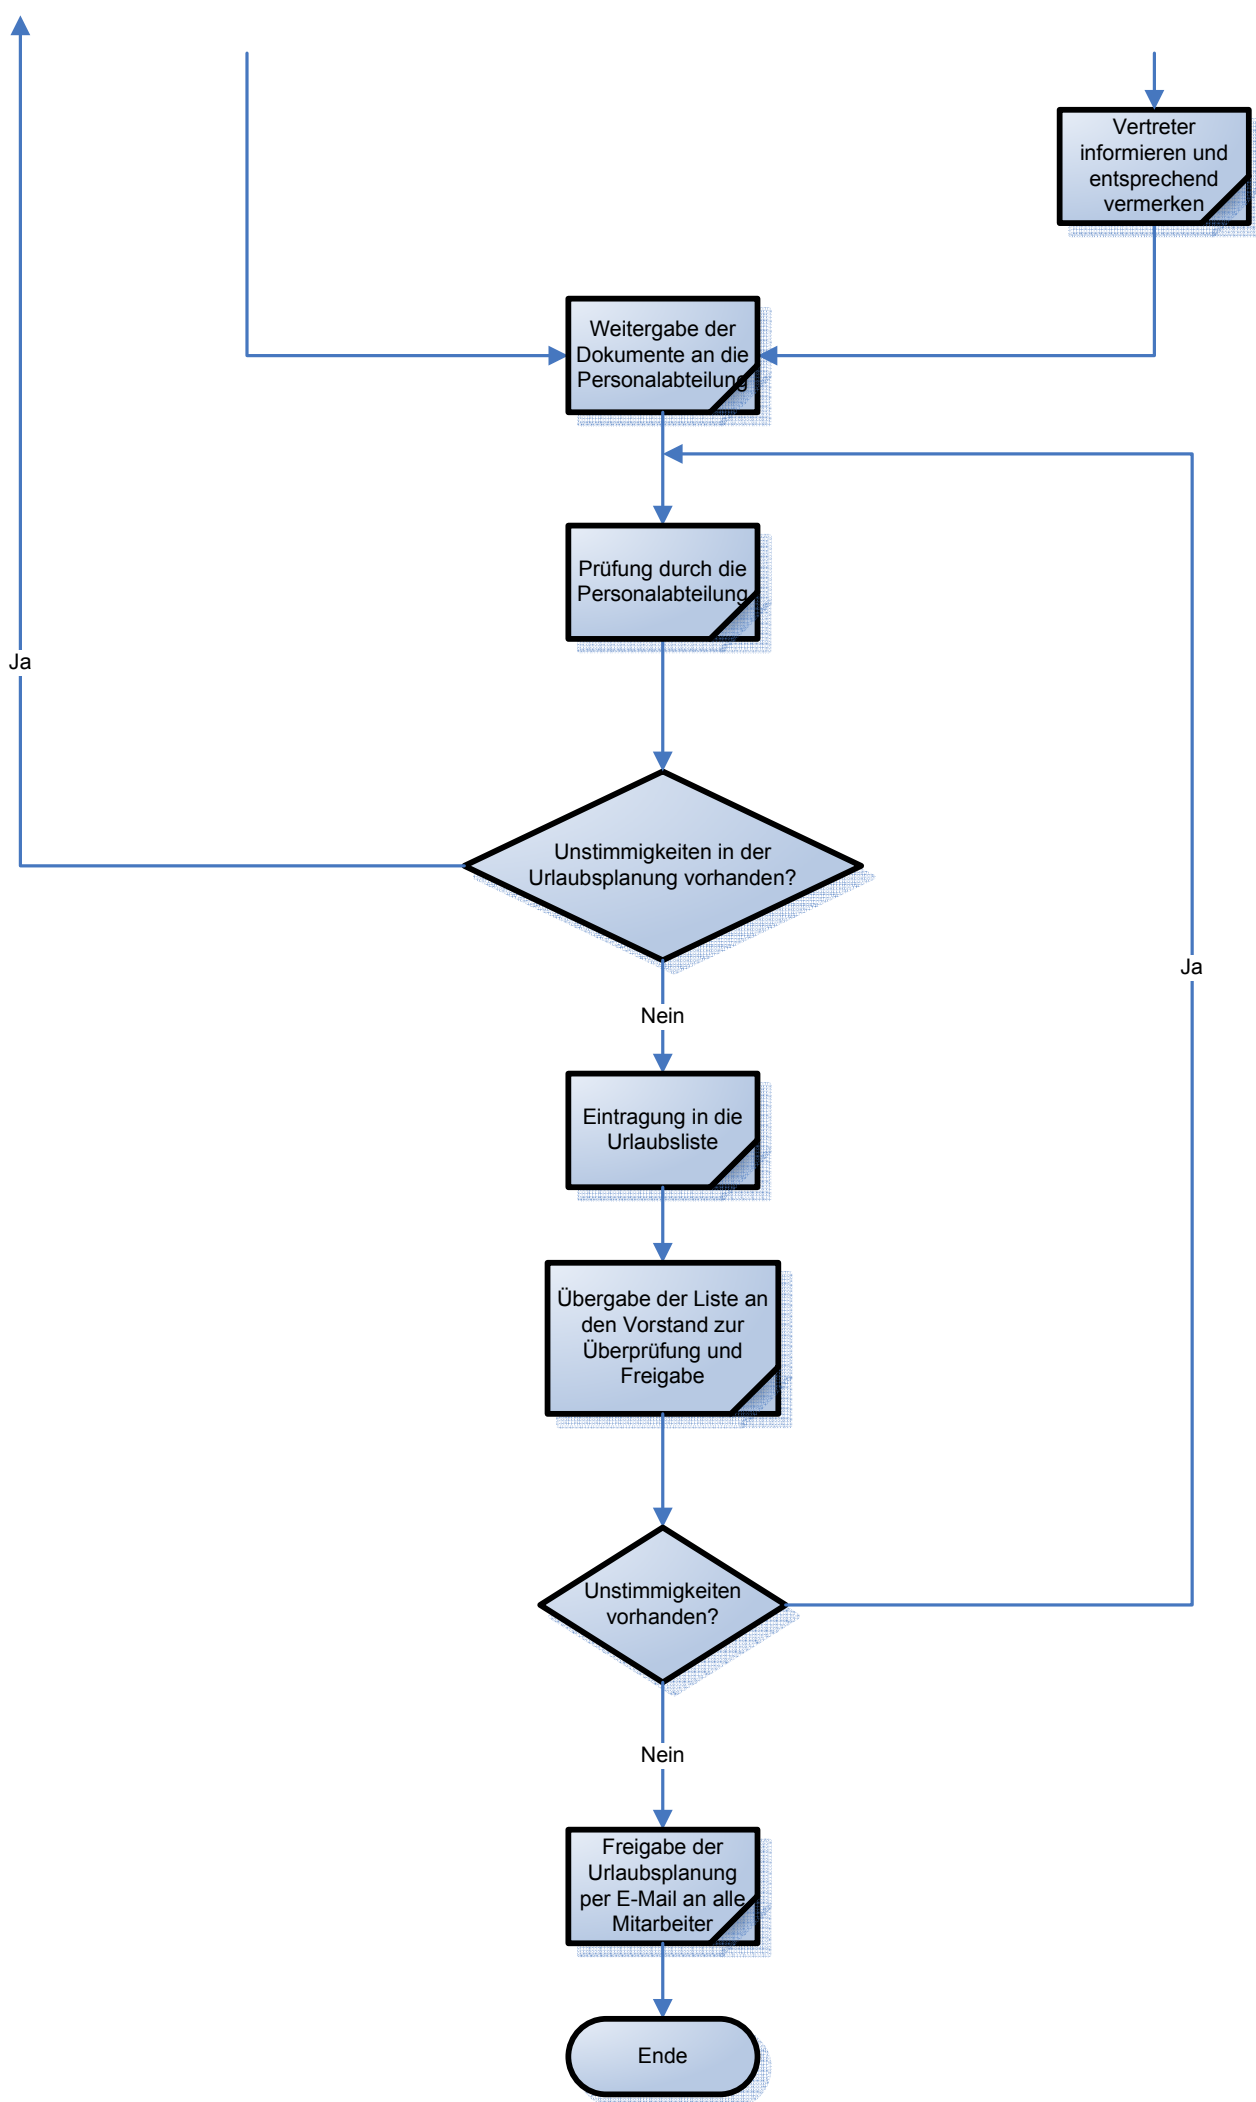 Vertreter
informieren und
entsprechend
vermerken
Weitergabe der
Dokumente an die
Personalabteilung
Prüfung durch die
Personalabteilung
Ja
Unstimmigkeiten in der
Urlaubsplanung vorhanden?
Ja
Nein
Eintragung in die
Urlaubsliste
Übergabe der Liste an
den Vorstand zur
Überprüfung und
Freigabe
Unstimmigkeiten
vorhanden?
Nein
Freigabe der
Urlaubsplanung
per E-Mail an alle
Mitarbeiter
Ende